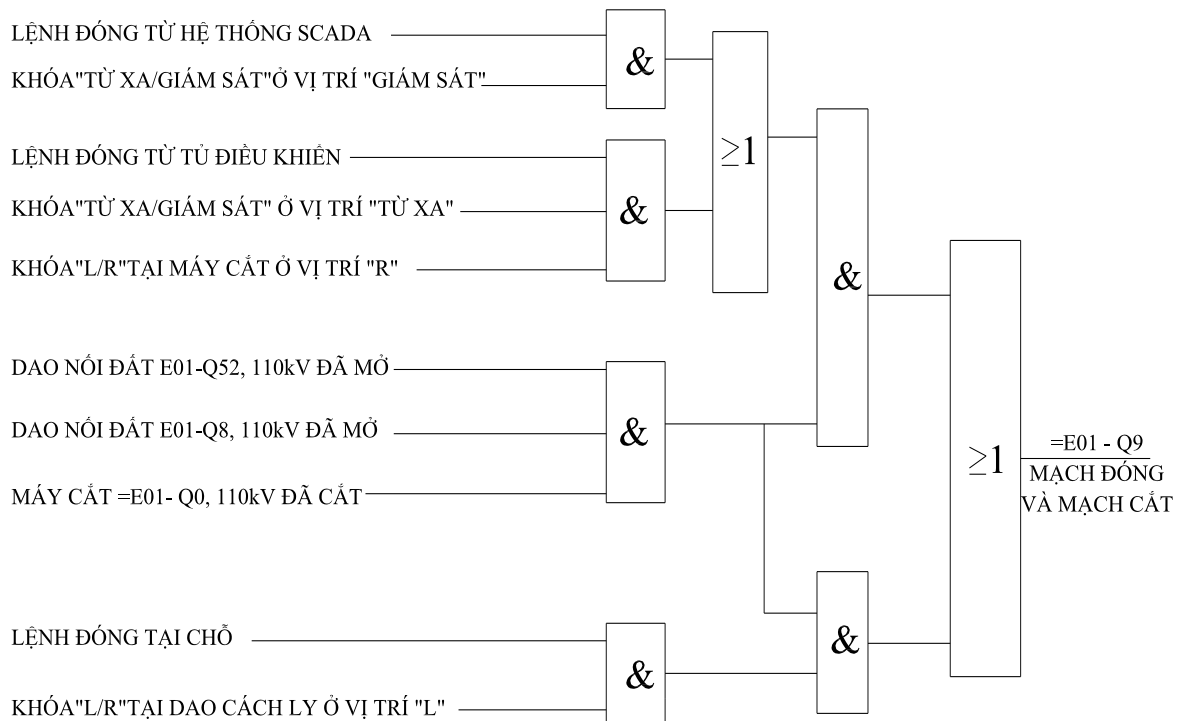 LỆNH ĐÓNG TỪ HỆ THỐNG SCADA
KHÓA"TỪ XA/GIÁM SÁT"Ở VỊ TRÍ "GIÁM SÁT"
&
LỆNH ĐÓNG TỪ TỦ ĐIỀU KHIỂN
KHÓA"TỪ XA/GIÁM SÁT" Ở VỊ TRÍ "TỪ XA"
KHÓA"L/R"TẠI MÁY CẮT Ở VỊ TRÍ "R"
&
≥1
&
DAO NỐI ĐẤT E01-Q52, 110kV ĐÃ MỞ
DAO NỐI ĐẤT E01-Q8, 110kV ĐÃ MỞ
MÁY CẮT =E01- Q0, 110kV ĐÃ CẮT
&
≥1
=E01 - Q9
MẠCH ĐÓNG
VÀ MẠCH CẮT
LỆNH ĐÓNG TẠI CHỖ
KHÓA"L/R"TẠI DAO CÁCH LY Ở VỊ TRÍ "L"
&
&